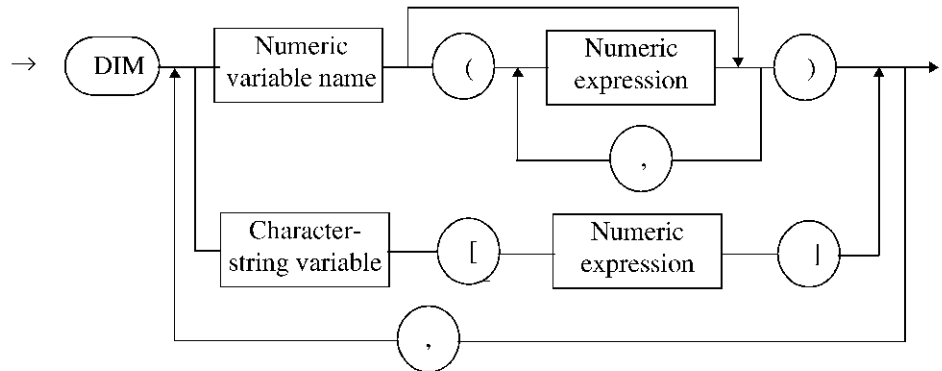 → DIM Numeric variable name ( Numeric expression )
,
Character-string variable [ Numeric expression ]
,